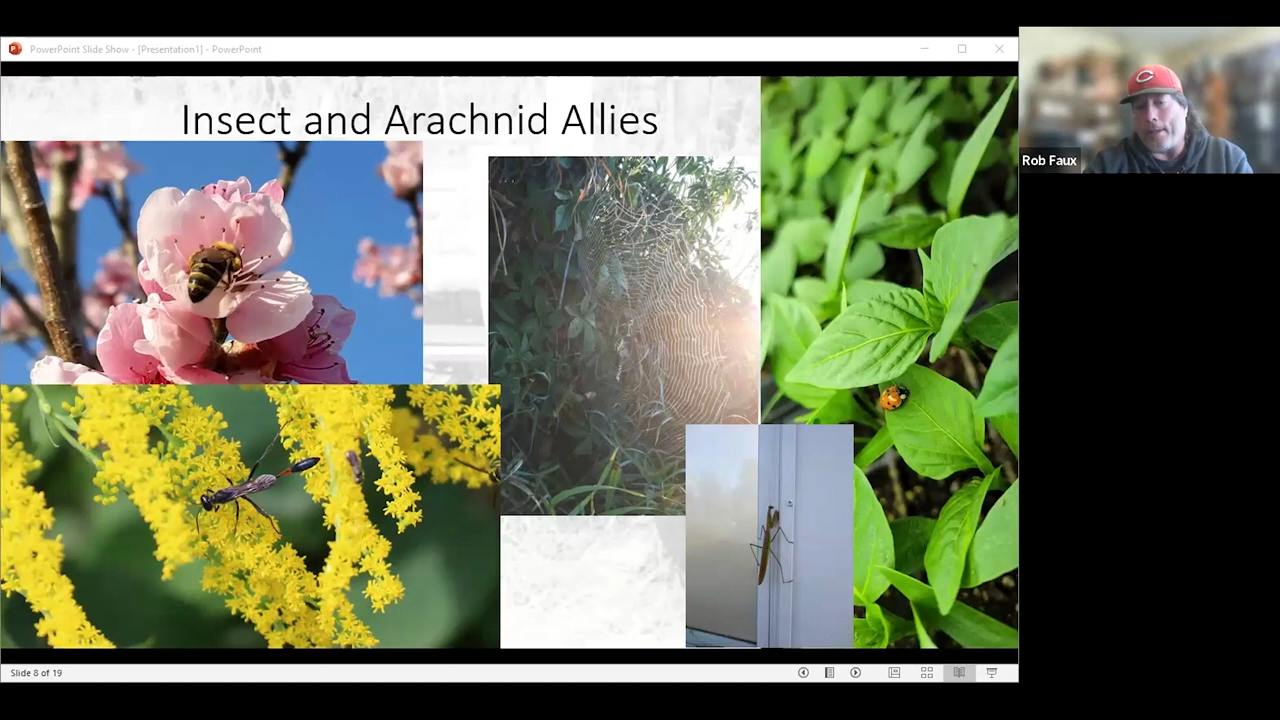 PowerPoint Slide Show - [Presentation1] - PowerPoint
Insect and Arachnid Allies
C
Rob Faux
Slide 8 of 19